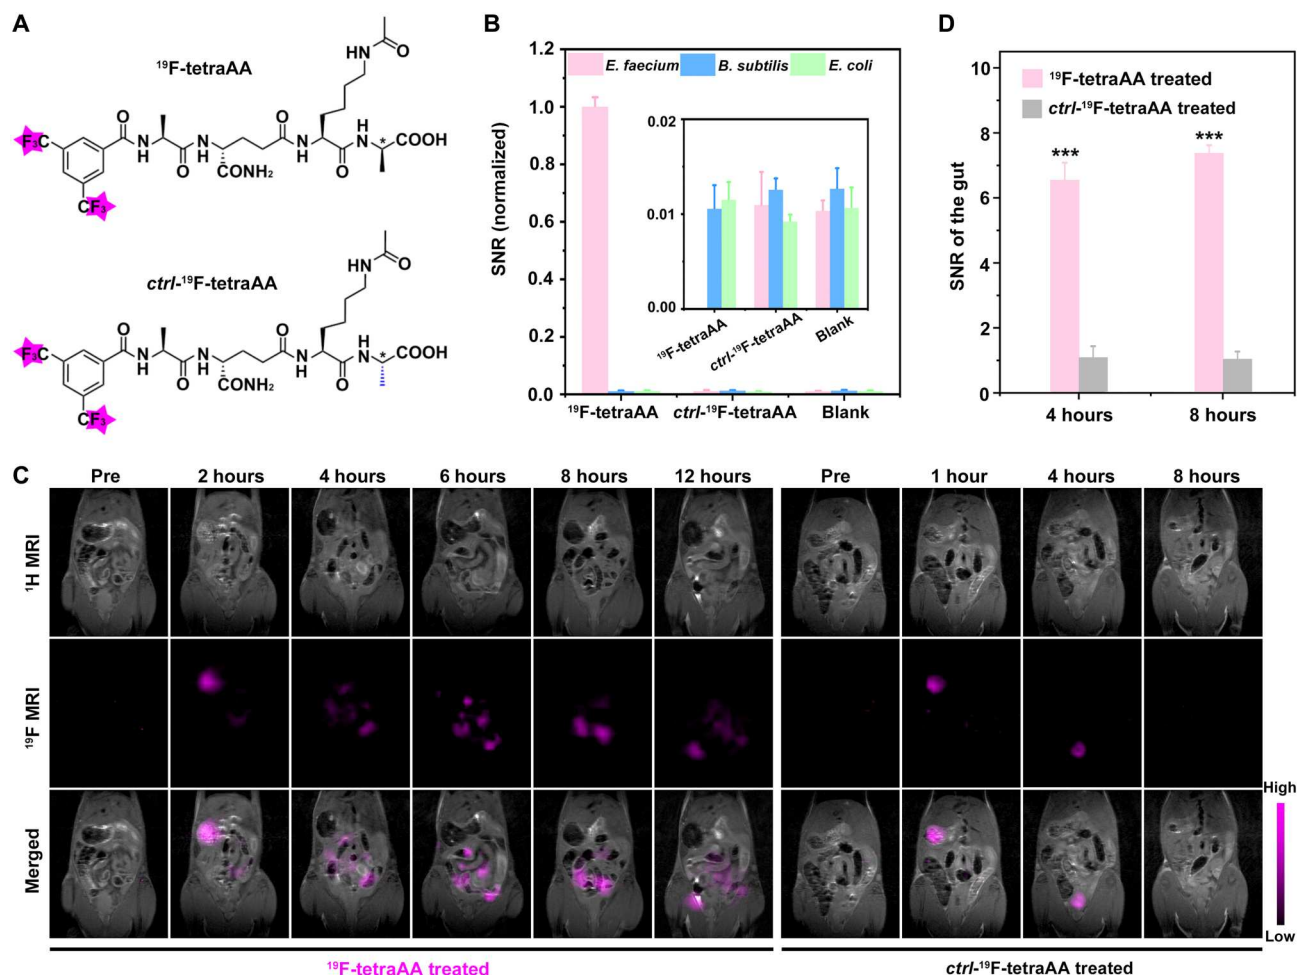 A
¹⁹F-tetraAA
NH
O
F₃C
O
N
H
O
H
N
CONH₂
O
N
H
O
H
N
*
COOH
CF₃
ctrl-¹⁹F-tetraAA
NH
O
F₃C
O
N
H
O
H
N
CONH₂
O
N
H
O
H
N
*
COOH
CF₃
B
SNR (normalized)
1.2
1.0
0.8
0.6
0.4
0.2
0.0
E. faecium
B. subtilis
E. coli
0.02
0.01
0.00
¹⁹F-tetraAA
ctrl-¹⁹F-tetraAA
Blank
¹⁹F-tetraAA
ctrl-¹⁹F-tetraAA
Blank
D
SNR of the gut
10
8
6
4
2
0
¹⁹F-tetraAA treated
ctrl-¹⁹F-tetraAA treated
***
***
4 hours
8 hours
C
Pre
2 hours
4 hours
6 hours
8 hours
12 hours
Pre
1 hour
4 hours
8 hours
¹H MRI
¹⁹F MRI
Merged
High
Low
¹⁹F-tetraAA treated
ctrl-¹⁹F-tetraAA treated